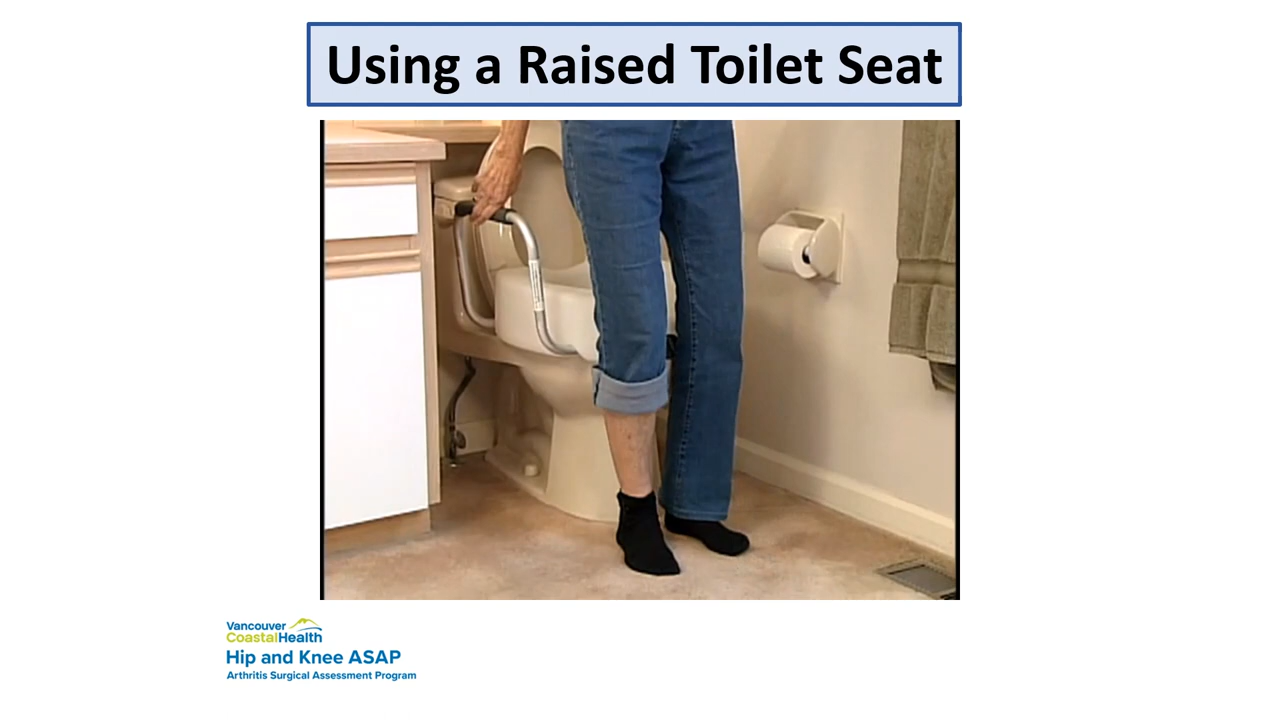 Using a Raised Toilet Seat
Vancouver
CoastalHealth
Hip and Knee ASAP
Arthritis Surgical Assessment Program